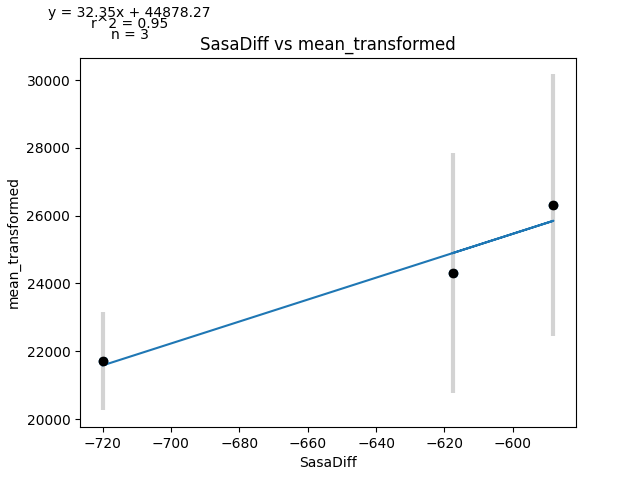 y = 32.35x + 44878.27
r^2 = 0.95
n = 3
SasaDiff vs mean_transformed
30000
28000
26000
24000
22000
20000
mean_transformed
−720
−700
−680
−660
−640
−620
−600
SasaDiff